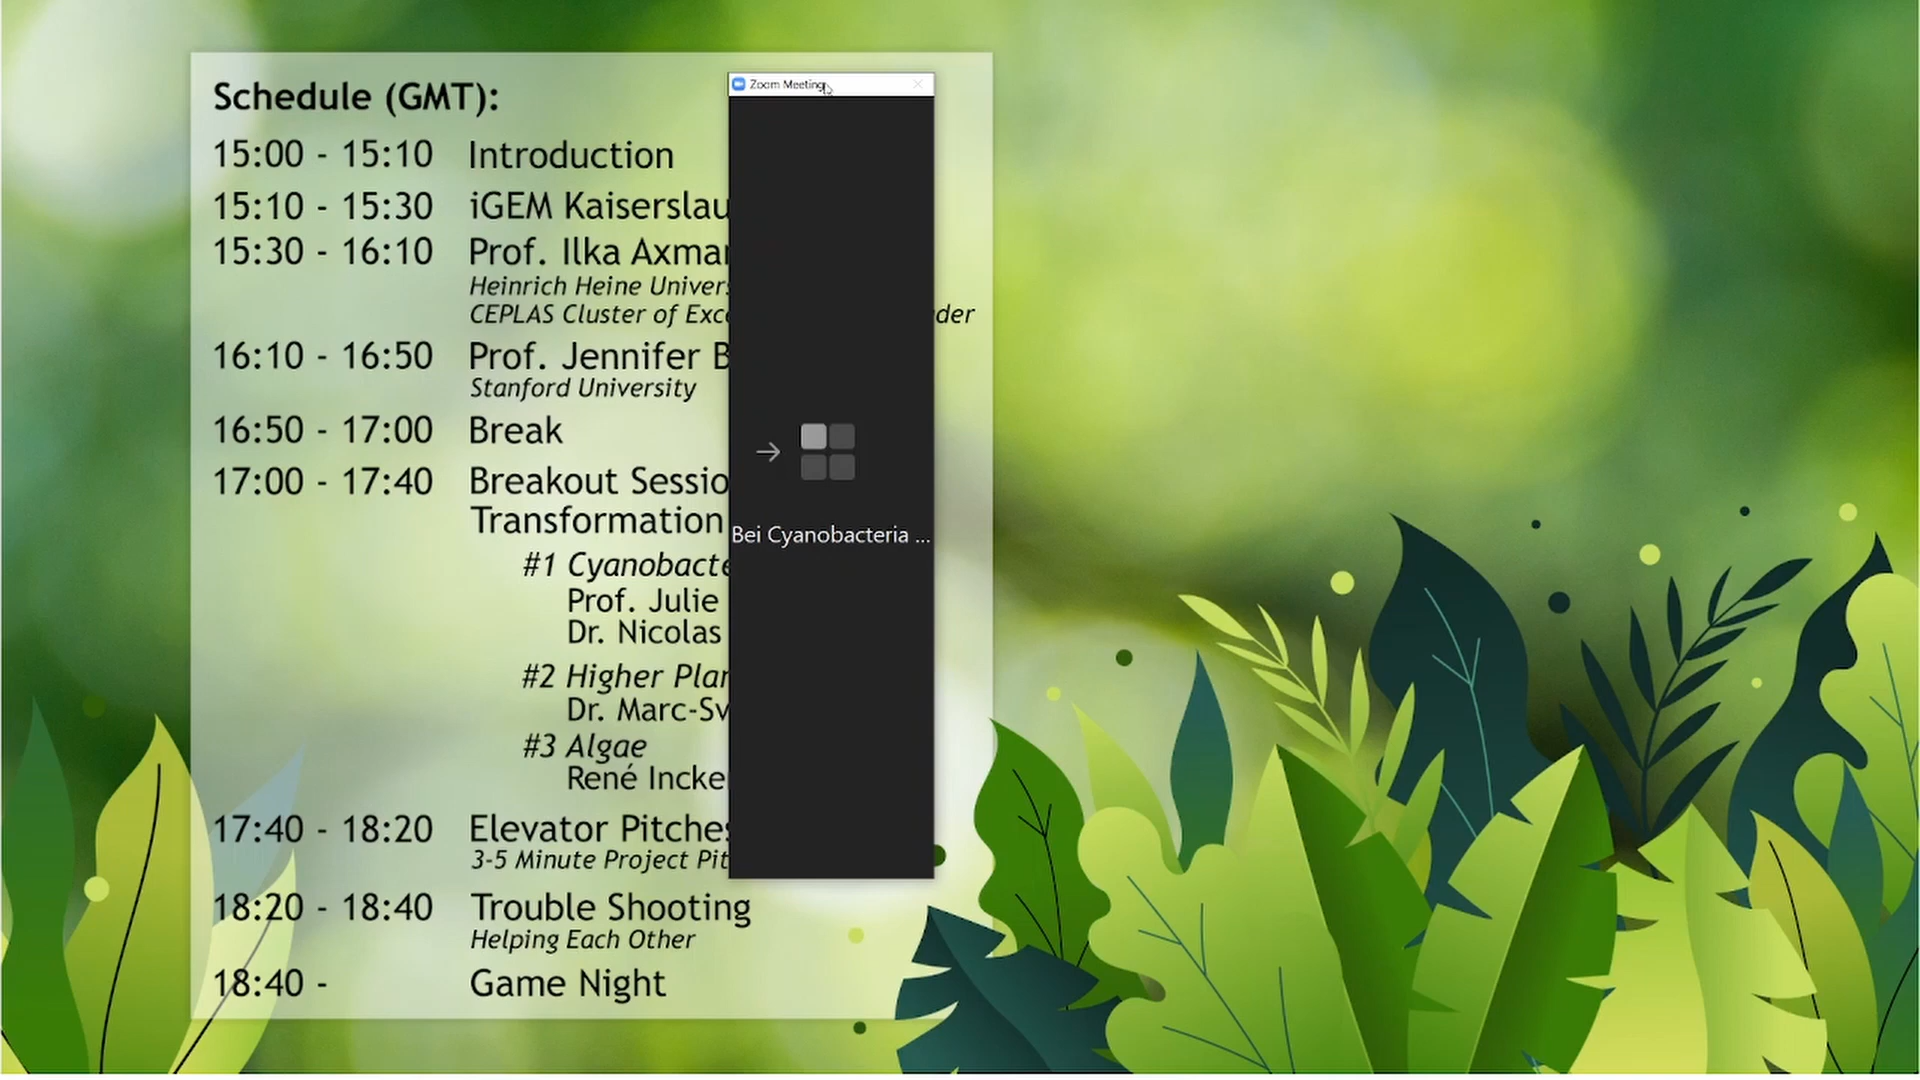 Schedule (GMT):
15:00 - 15:10 Introduction
15:10 - 15:30 iGEM Kaiserslau
15:30 - 16:10 Prof. Ilka Axma
Heinrich Heine Univers
CEPLAS Cluster of Exce der
16:10 - 16:50 Prof. Jennifer B
Stanford University
16:50 - 17:00 Break
17:00 - 17:40 Breakout Sessio
Transformation
#1 Cyanobacte
Prof. Julie
Dr. Nicolas
#2 Higher Plan
Dr. Marc-Sv
#3 Algae
René Incke
17:40 - 18:20 Elevator Pitches
3-5 Minute Project Pit
18:20 - 18:40 Trouble Shooting
Helping Each Other
18:40 - Game Night
Zoom Meeting
Bei Cyanobacteria ...